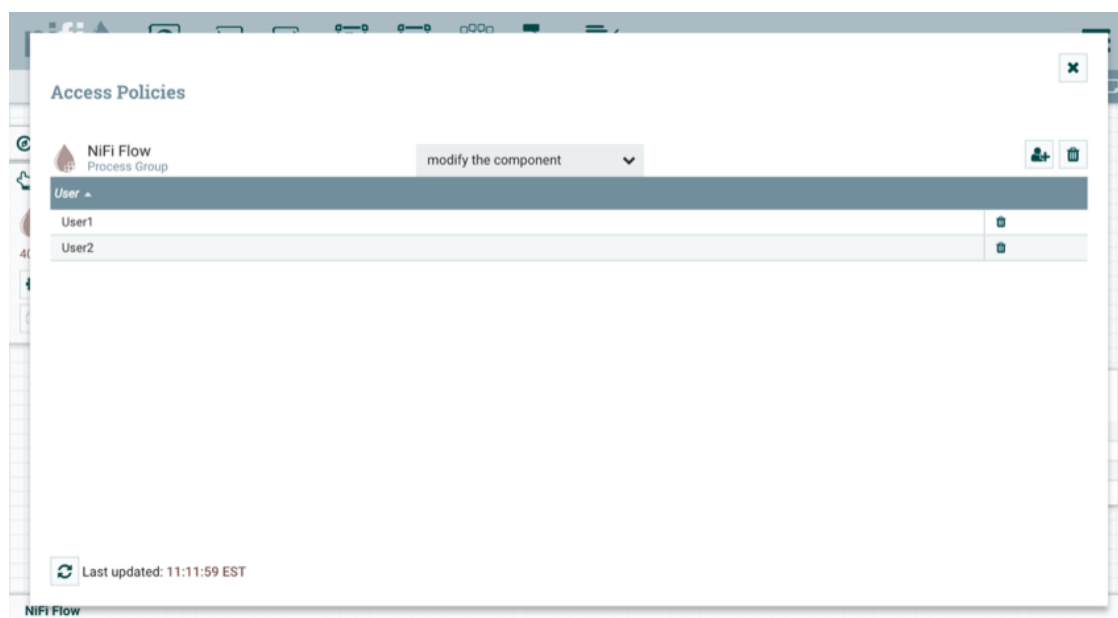 Access Policies
NiFi Flow
Process Group
modify the component
User
User1
User2
Last updated: 11:11:59 EST
NiFi Flow